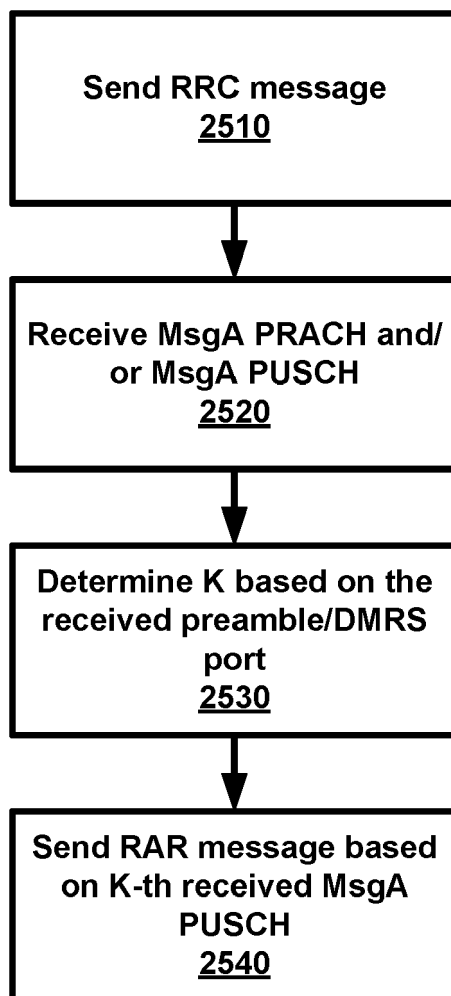 Send RRC message
2510
Receive MsgA PRACH and/
or MsgA PUSCH
2520
Determine K based on the
received preamble/DMRS
port
2530
Send RAR message based
on K-th received MsgA
PUSCH
2540